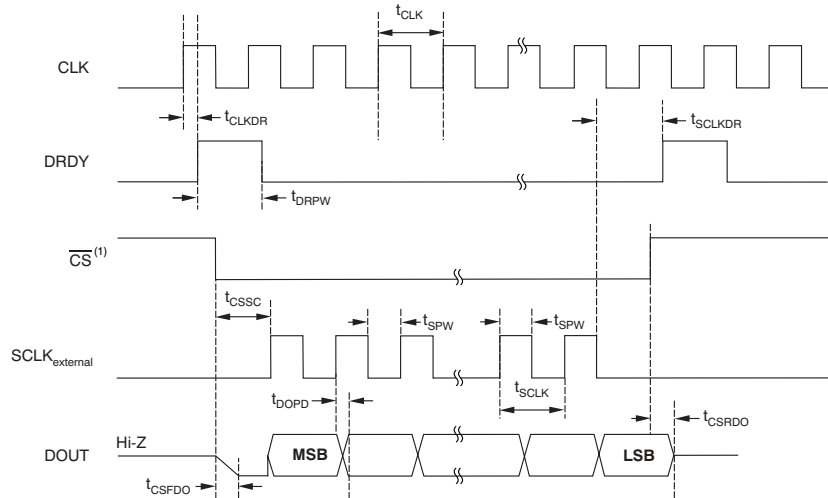 t_CLK
CLK
t_CLKDR
t_SCLKDR
DRDY
t_DRPW
CS (1)
t_CSSC
t_SPW
t_SPW
SCLK_external
t_DOPD
t_SCLK
t_CSRDO
Hi-Z
DOUT
MSB
LSB
t_CSFDO